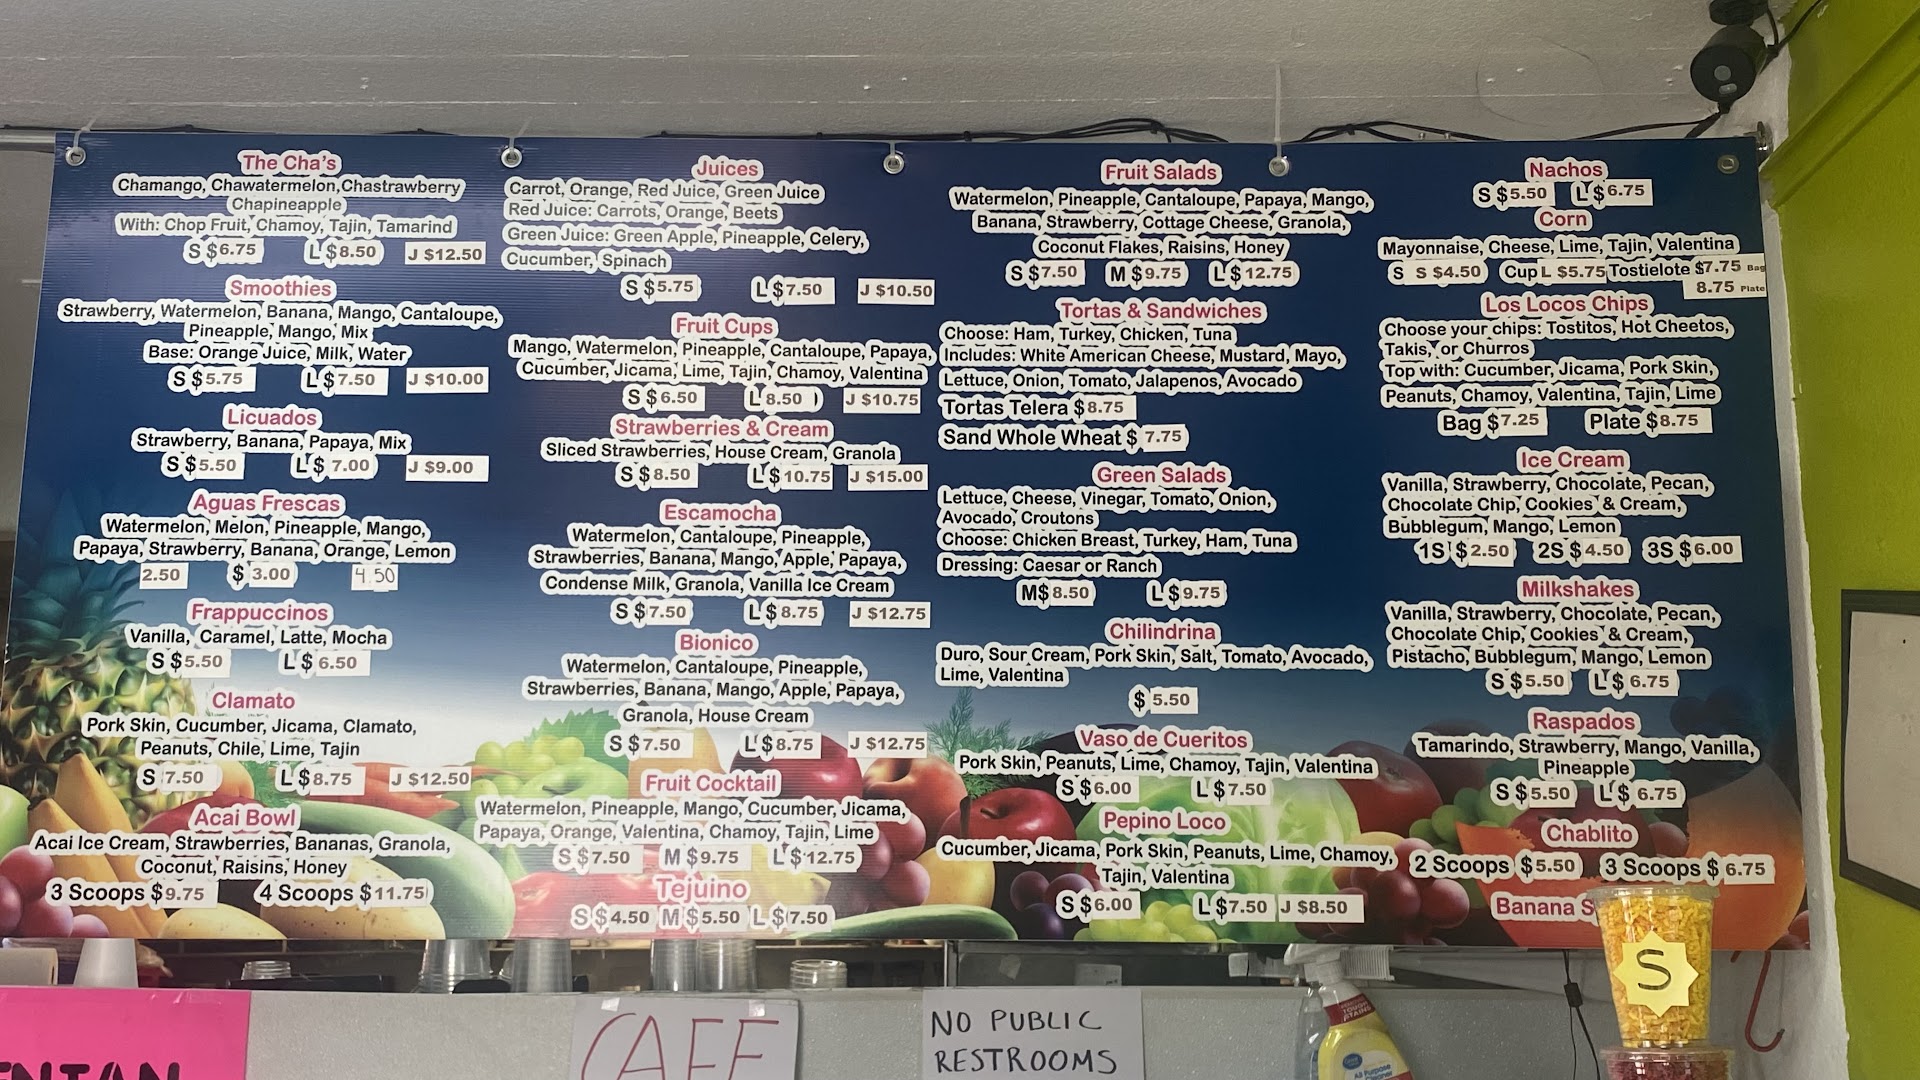 The Cha's
Chamango, Chawatermelon, Chastrawberry
Chapineapple
With: Chop Fruit, Chamoy, Tajin, Tamarind
S $6.75 L $8.50 J $12.50
Smoothies
Strawberry, Watermelon, Banana, Mango, Cantaloupe,
Pineapple, Mango, Mix
Base: Orange Juice, Milk, Water
S $5.75 L $7.50 J $10.00
Licuados
Strawberry, Banana, Papaya, Mix
S $5.50 L $ 7.00 J $9.00
Aguas Frescas
Watermelon, Melon, Pineapple, Mango,
Papaya, Strawberry, Banana, Orange, Lemon
2.50 $ 3.00 4.50
Frappuccinos
Vanilla, Caramel, Latte, Mocha
S $5.50 L $ 6.50
Clamato
Pork Skin, Cucumber, Jicama, Clamato,
Peanuts, Chile, Lime, Tajin
S 7.50 L $8.75 J $12.50
Acai Bowl
Acai Ice Cream, Strawberries, Bananas, Granola,
Coconut, Raisins, Honey
3 Scoops $9.75 4 Scoops $11.75
Juices
Carrot, Orange, Red Juice, Green Juice
Red Juice: Carrots, Orange, Beets
Green Juice: Green Apple, Pineapple, Celery,
Cucumber, Spinach
S $5.75 L $7.50 J $10.50
Fruit Cups
Mango, Watermelon, Pineapple, Cantaloupe, Papaya,
Cucumber, Jicama, Lime, Tajin, Chamoy, Valentina
S $6.50 L 8.50 J $10.75
Strawberries & Cream
Sliced Strawberries, House Cream, Granola
S $8.50 L $10.75 J $15.00
Escamocha
Watermelon, Cantaloupe, Pineapple,
Strawberries, Banana, Mango, Apple, Papaya,
Condense Milk, Granola, Vanilla Ice Cream
S $7.50 L $8.75 J $12.75
Bionico
Watermelon, Cantaloupe, Pineapple,
Strawberries, Banana, Mango, Apple, Papaya,
Granola, House Cream
S $7.50 L $8.75 J $12.75
Fruit Cocktail
Watermelon, Pineapple, Mango, Cucumber, Jicama,
Papaya, Orange, Valentina, Chamoy, Tajin, Lime
S $7.50 M $9.75 L $12.75
Tejuino
S $4.50 M $5.50 L $7.50
Fruit Salads
Watermelon, Pineapple, Cantaloupe, Papaya, Mango,
Banana, Strawberry, Cottage Cheese, Granola,
Coconut Flakes, Raisins, Honey
S $7.50 M $9.75 L $12.75
Tortas & Sandwiches
Choose: Ham, Turkey, Chicken, Tuna
Includes: White American Cheese, Mustard, Mayo,
Lettuce, Onion, Tomato, Jalapenos, Avocado
Tortas Telera $8.75
Sand Whole Wheat $ 7.75
Green Salads
Lettuce, Cheese, Vinegar, Tomato, Onion,
Avocado, Croutons
Choose: Chicken Breast, Turkey, Ham, Tuna
Dressing: Caesar or Ranch
M$8.50 L $9.75
Chilindrina
Duro, Sour Cream, Pork Skin, Salt, Tomato, Avocado,
Lime, Valentina
$ 5.50
Vaso de Cueritos
Pork Skin, Peanuts, Lime, Chamoy, Tajin, Valentina
S $6.00 L $7.50
Pepino Loco
Cucumber, Jicama, Pork Skin, Peanuts, Lime, Chamoy,
Tajin, Valentina
S $6.00 L $7.50 J $8.50
Nachos
S $5.50 L $6.75
Corn
Mayonnaise, Cheese, Lime, Tajin, Valentina
S S $4.50 Cup L $5.75 Tostielote $7.75 Bag
8.75 Plate
Los Locos Chips
Choose your chips: Tostitos, Hot Cheetos,
Takis, or Churros
Top with: Cucumber, Jicama, Pork Skin,
Peanuts, Chamoy, Valentina, Tajin, Lime
Bag $7.25 Plate $8.75
Ice Cream
Vanilla, Strawberry, Chocolate, Pecan,
Chocolate Chip, Cookies & Cream,
Bubblegum, Mango, Lemon
1S $2.50 2S $4.50 3S $6.00
Milkshakes
Vanilla, Strawberry, Chocolate, Pecan,
Chocolate Chip, Cookies & Cream,
Pistacho, Bubblegum, Mango, Lemon
S $5.50 L $ 6.75
Raspados
Tamarindo, Strawberry, Mango, Vanilla,
Pineapple
S $5.50 L $ 6.75
Chablito
2 Scoops $5.50 3 Scoops $ 6.75
Banana S
S
CAFE
NO PUBLIC
RESTROOMS
All Purpose
Cleaner